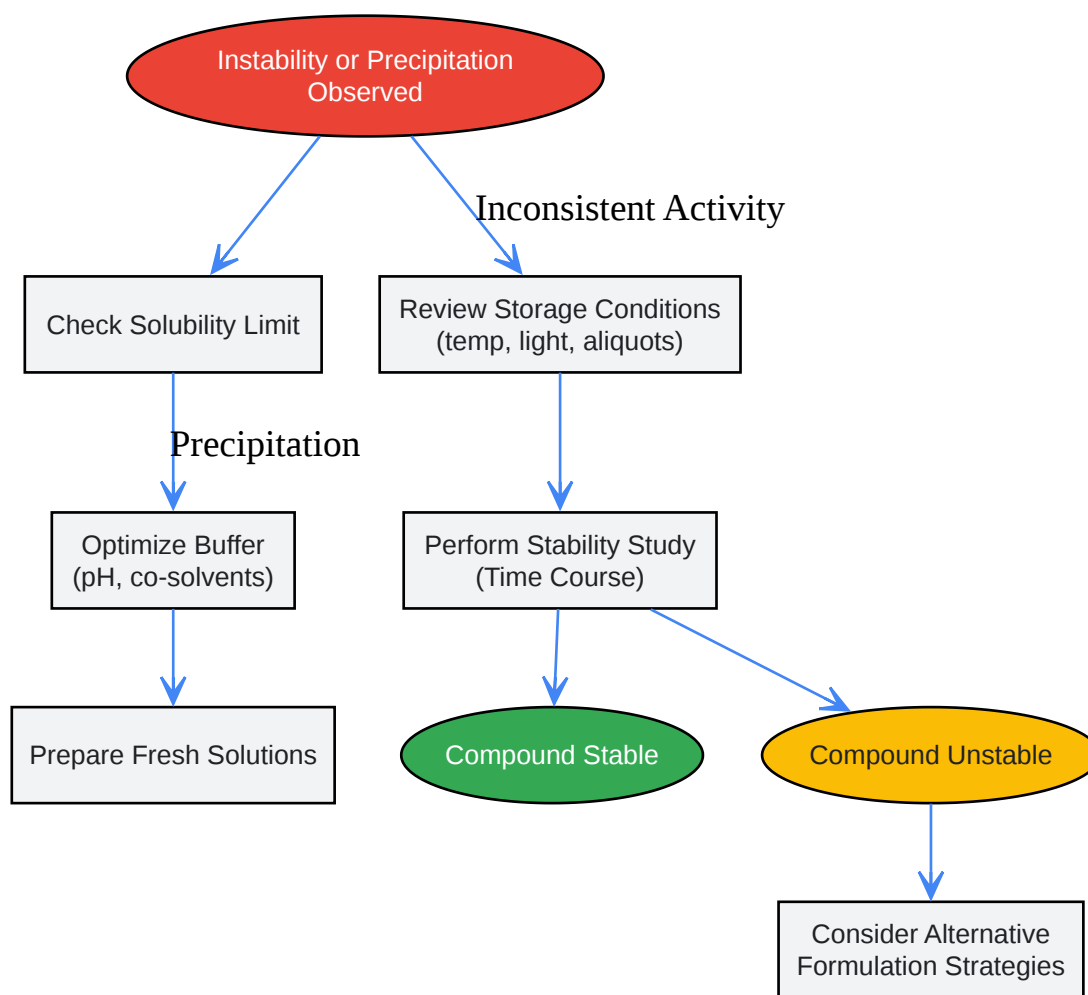 Instability or Precipitation
Observed
Inconsistent Activity
Check Solubility Limit
Review Storage Conditions
(temp, light, aliquots)
Precipitation
Optimize Buffer
(pH, co-solvents)
Perform Stability Study
(Time Course)
Prepare Fresh Solutions
Compound Stable
Compound Unstable
Consider Alternative
Formulation Strategies